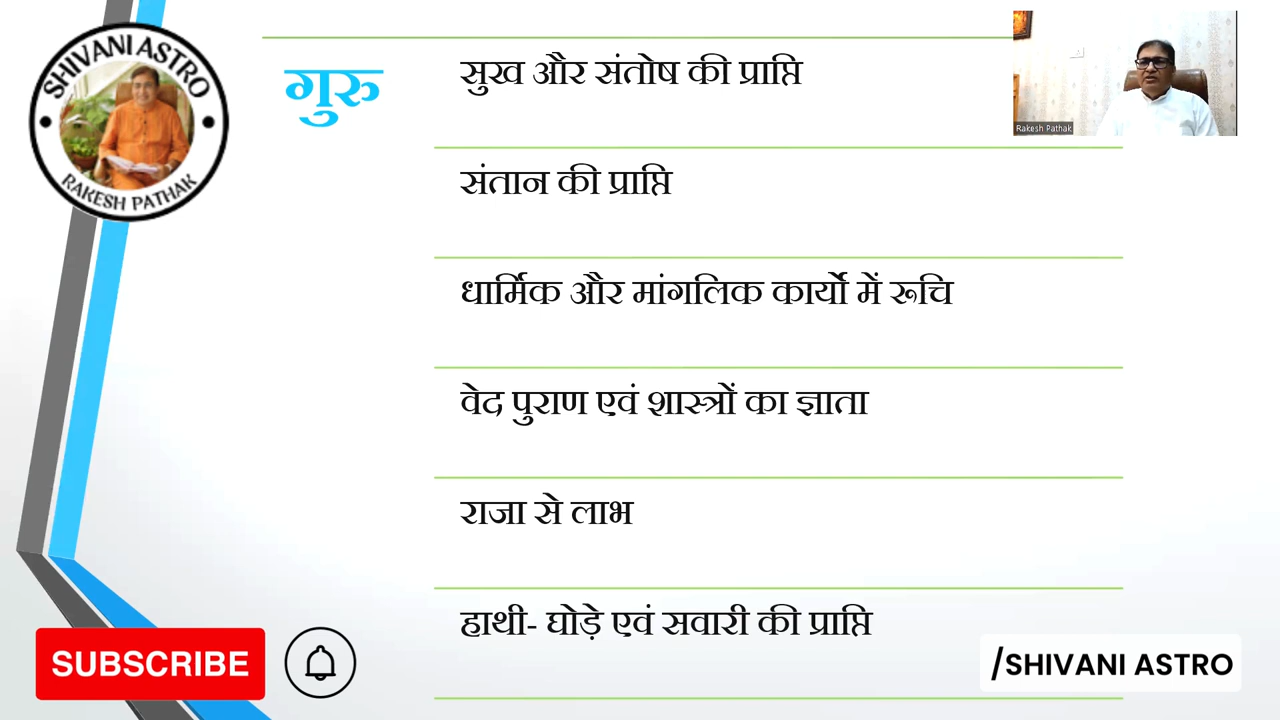 SHIVANI ASTRO
RAKESH PATHAK
गुरु
सुख और संतोष की प्राप्ति
Rakesh Pathak
संतान की प्राप्ति
धार्मिक और मांगलिक कार्यों में रूचि
वेद पुराण एवं शास्त्रों का ज्ञाता
राजा से लाभ
हाथी- घोड़े एवं सवारी की प्राप्ति
SUBSCRIBE
/SHIVANI ASTRO